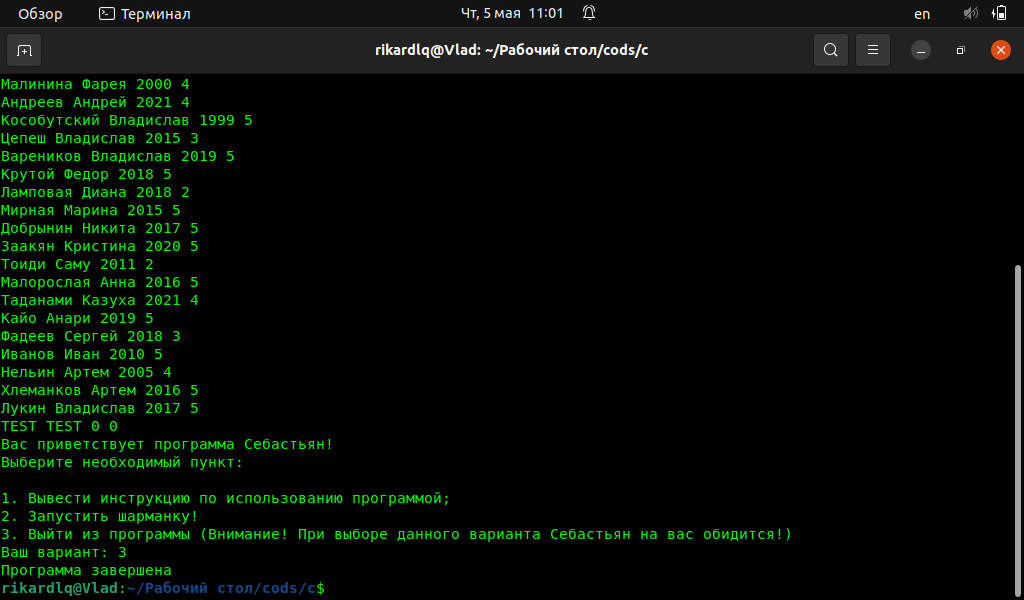 Обзор Терминал Чт, 5 мая 11:01 en
rikardlq@Vlad: ~/Рабочий стол/cods/c
Малинина Фарея 2000 4
Андреев Андрей 2021 4
Кособутский Владислав 1999 5
Цепеш Владислав 2015 3
Вареников Владислав 2019 5
Крутой Федор 2018 5
Ламповая Диана 2018 2
Мирная Марина 2015 5
Добрынин Никита 2017 5
Заакян Кристина 2020 5
Тоиди Саму 2011 2
Малорослая Анна 2016 5
Таданами Казуха 2021 4
Кайо Анари 2019 5
Фадеев Сергей 2018 3
Иванов Иван 2010 5
Нельин Артем 2005 4
Хлеманков Артем 2016 5
Лукин Владислав 2017 5
TEST TEST 0 0
Вас приветствует программа Себастьян!
Выберите необходимый пункт:
1. Вывести инструкцию по использованию программой;
2. Запустить шарманку!
3. Выйти из программы (Внимание! При выборе данного варианта Себастьян на вас обидится!)
Ваш вариант: 3
Программа завершена
rikardlq@Vlad:~/Рабочий стол/cods/c$